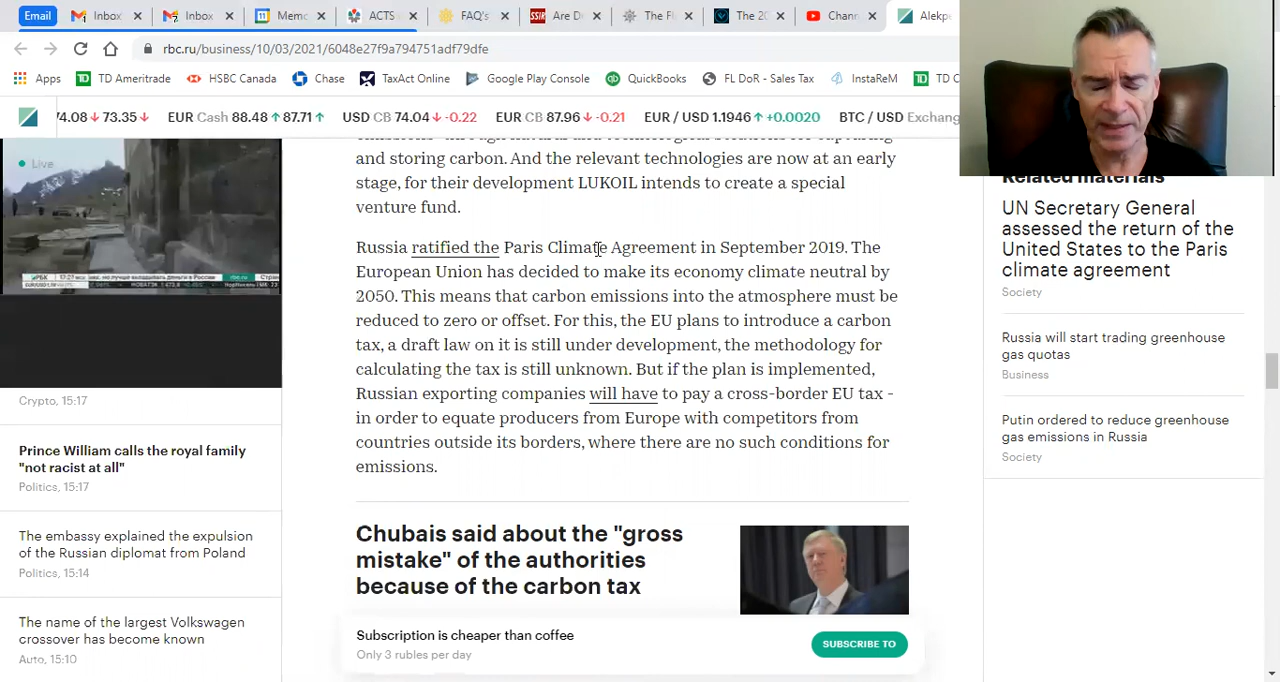 Email
Inbox
Inbox
Memo
ACTS
FAQ's
SSIR
Are D
The Fl
The 20
Chann
Alekp
rbc.ru/business/10/03/2021/6048e27f9a794751adf79dfe
Apps
TD Ameritrade
HSBC Canada
Chase
TaxAct Online
Google Play Console
QuickBooks
FL DoR - Sales Tax
InstaReM
TD C
74.08 ↓ 73.35 ↓
EUR Cash 88.48 ↑ 87.71 ↑
USD CB 74.04 ↓ -0.22
EUR CB 87.96 ↓ -0.21
EUR / USD 1.1946 ↑ +0.0020
BTC / USD Exchang
Live
Crypto, 15:17
Prince William calls the royal family
"not racist at all"
Politics, 15:17
The embassy explained the expulsion
of the Russian diplomat from Poland
Politics, 15:14
The name of the largest Volkswagen
crossover has become known
Auto, 15:10
and storing carbon. And the relevant technologies are now at an early
stage, for their development LUKOIL intends to create a special
venture fund.
Russia ratified the Paris Climate Agreement in September 2019. The
European Union has decided to make its economy climate neutral by
2050. This means that carbon emissions into the atmosphere must be
reduced to zero or offset. For this, the EU plans to introduce a carbon
tax, a draft law on it is still under development, the methodology for
calculating the tax is still unknown. But if the plan is implemented,
Russian exporting companies will have to pay a cross-border EU tax -
in order to equate producers from Europe with competitors from
countries outside its borders, where there are no such conditions for
emissions.
Chubais said about the "gross
mistake" of the authorities
because of the carbon tax
Subscription is cheaper than coffee
Only 3 rubles per day
SUBSCRIBE TO
Related materials
UN Secretary General
assessed the return of the
United States to the Paris
climate agreement
Society
Russia will start trading greenhouse
gas quotas
Business
Putin ordered to reduce greenhouse
gas emissions in Russia
Society